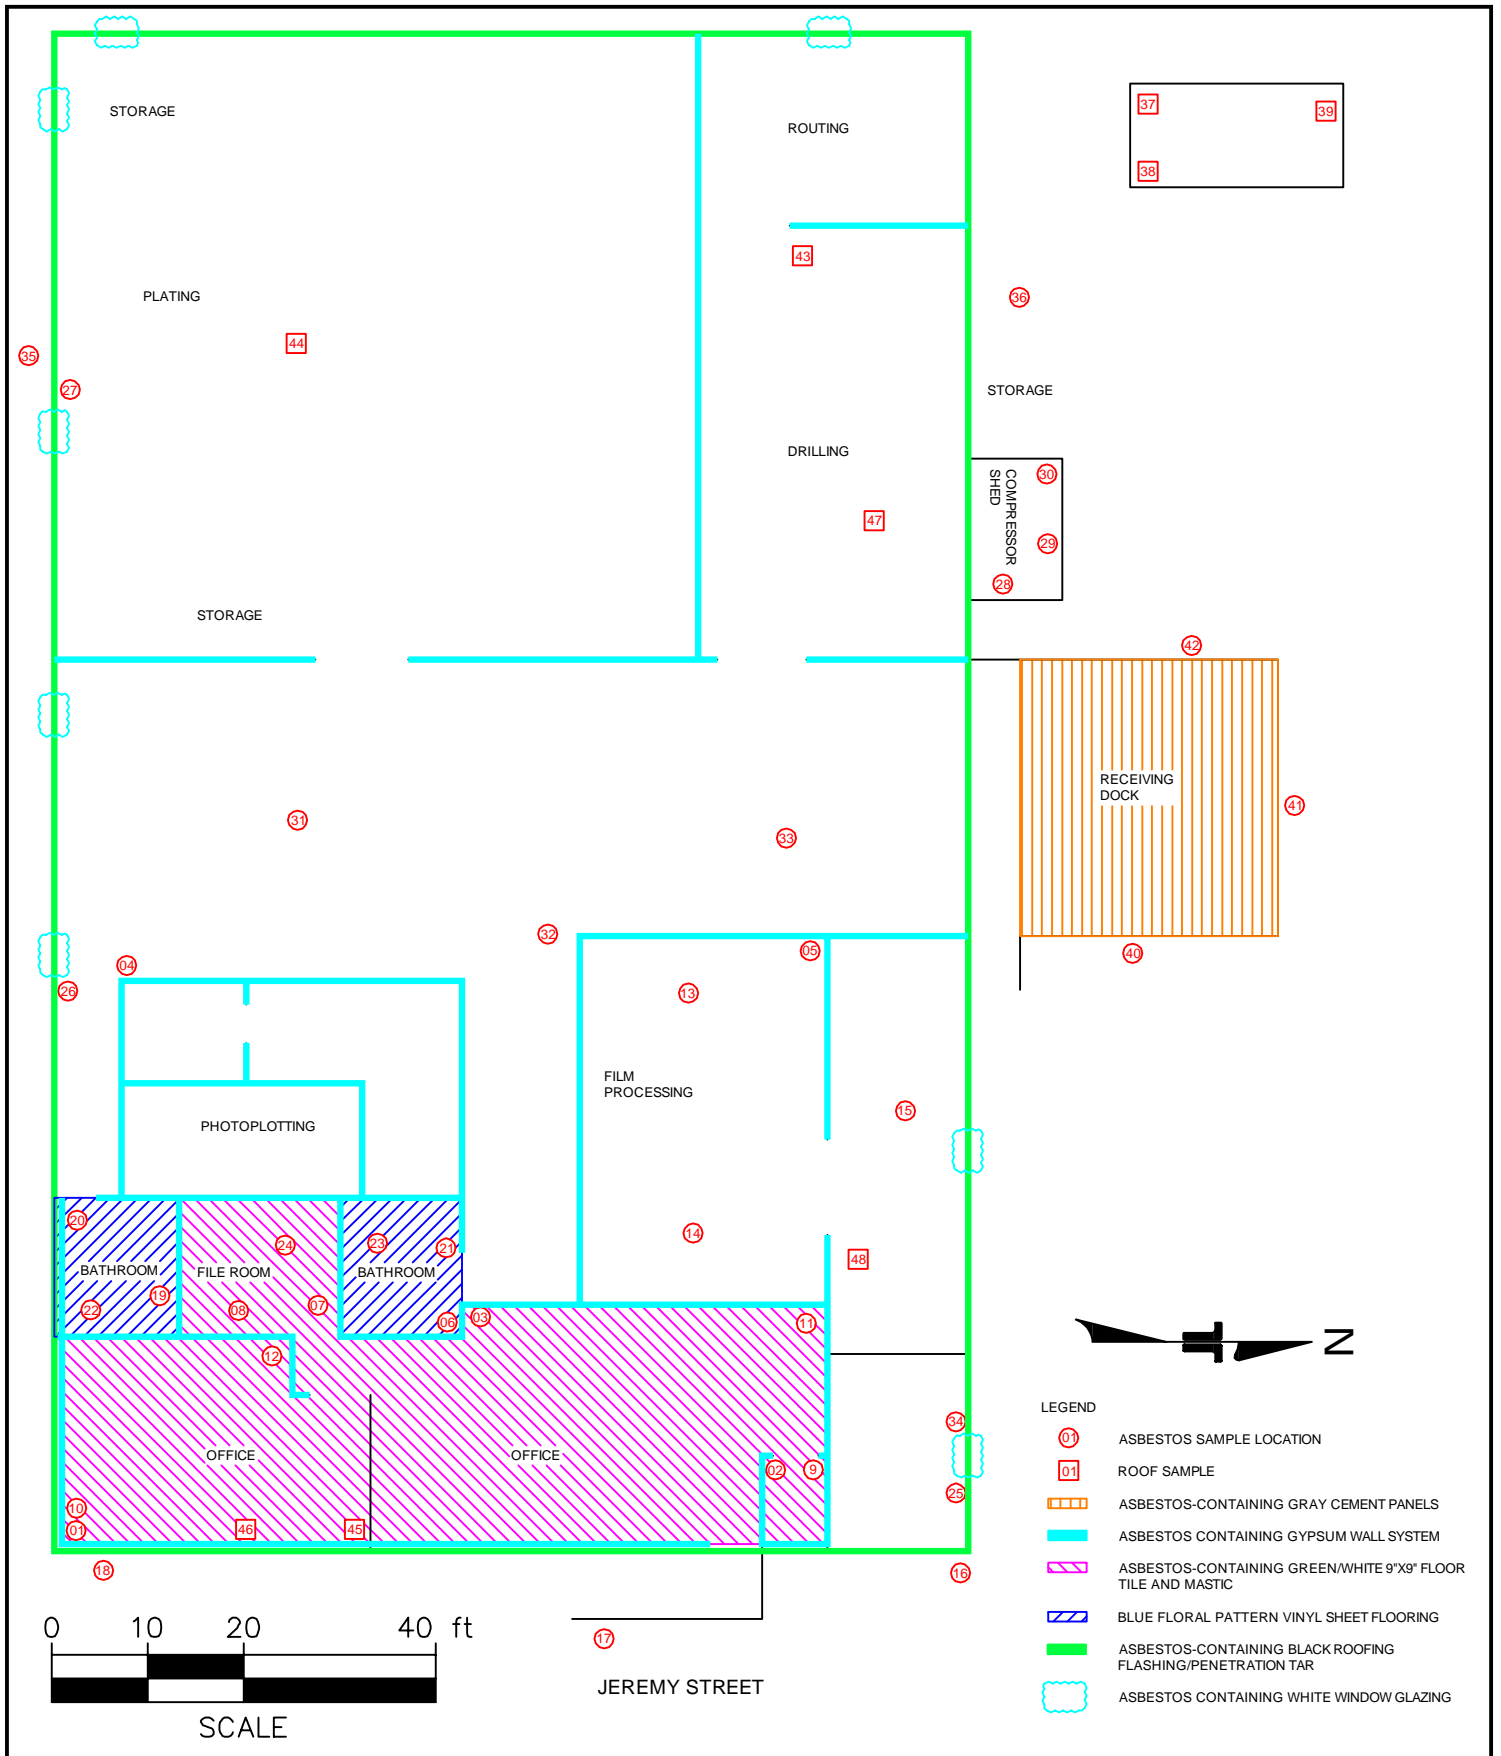 STORAGE
ROUTING
37
39
38
43
PLATING
36
44
35
27
STORAGE
DRILLING
COMPRESSOR
SHED
30
47
29
28
STORAGE
42
RECEIVING
DOCK
41
31
33
32
05
40
04
26
13
FILM
PROCESSING
15
PHOTOPLOTTING
20
24
23
21
14
48
BATHROOM
FILE ROOM
BATHROOM
22
19
08
07
06
03
11
12
N
OFFICE
OFFICE
02
9
34
25
10
01
46
45
18
16
17
LEGEND
01 ASBESTOS SAMPLE LOCATION
01 ROOF SAMPLE
ASBESTOS-CONTAINING GRAY CEMENT PANELS
ASBESTOS CONTAINING GYPSUM WALL SYSTEM
ASBESTOS-CONTAINING GREEN/WHITE 9"X9" FLOOR
TILE AND MASTIC
BLUE FLORAL PATTERN VINYL SHEET FLOORING
ASBESTOS-CONTAINING BLACK ROOFING
FLASHING/PENETRATION TAR
ASBESTOS CONTAINING WHITE WINDOW GLAZING
0 10 20 40 ft
SCALE
JEREMY STREET